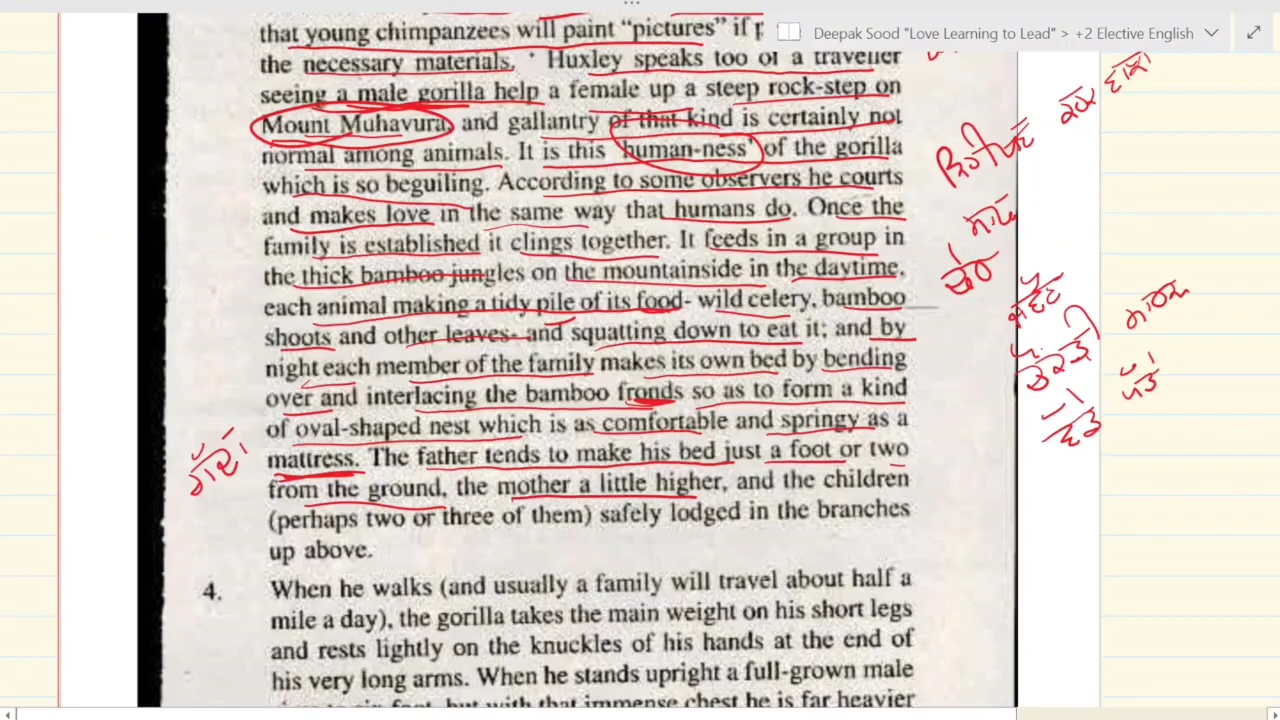 Deepak Sood "Love Learning to Lead" > +2 Elective English
that young chimpanzees will paint “pictures” if
the necessary materials. Huxley speaks too of a traveller
seeing a male gorilla help a female up a steep rock-step on
Mount Muhavura, and gallantry of that kind is certainly not
normal among animals. It is this 'human-ness' of the gorilla
which is so beguiling. According to some observers he courts
and makes love in the same way that humans do. Once the
family is established it clings together. It feeds in a group in
the thick bamboo jungles on the mountainside in the daytime,
each animal making a tidy pile of its food- wild celery, bamboo
shoots and other leaves- and squatting down to eat it; and by
night each member of the family makes its own bed by bending
over and interlacing the bamboo fronds so as to form a kind
of oval-shaped nest which is as comfortable and springy as a
mattress. The father tends to make his bed just a foot or two
from the ground, the mother a little higher, and the children
(perhaps two or three of them) safely lodged in the branches
up above.
4. When he walks (and usually a family will travel about half a
mile a day), the gorilla takes the main weight on his short legs
and rests lightly on the knuckles of his hands at the end of
his very long arms. When he stands upright a full-grown male
but with that immense chest he is far heavier